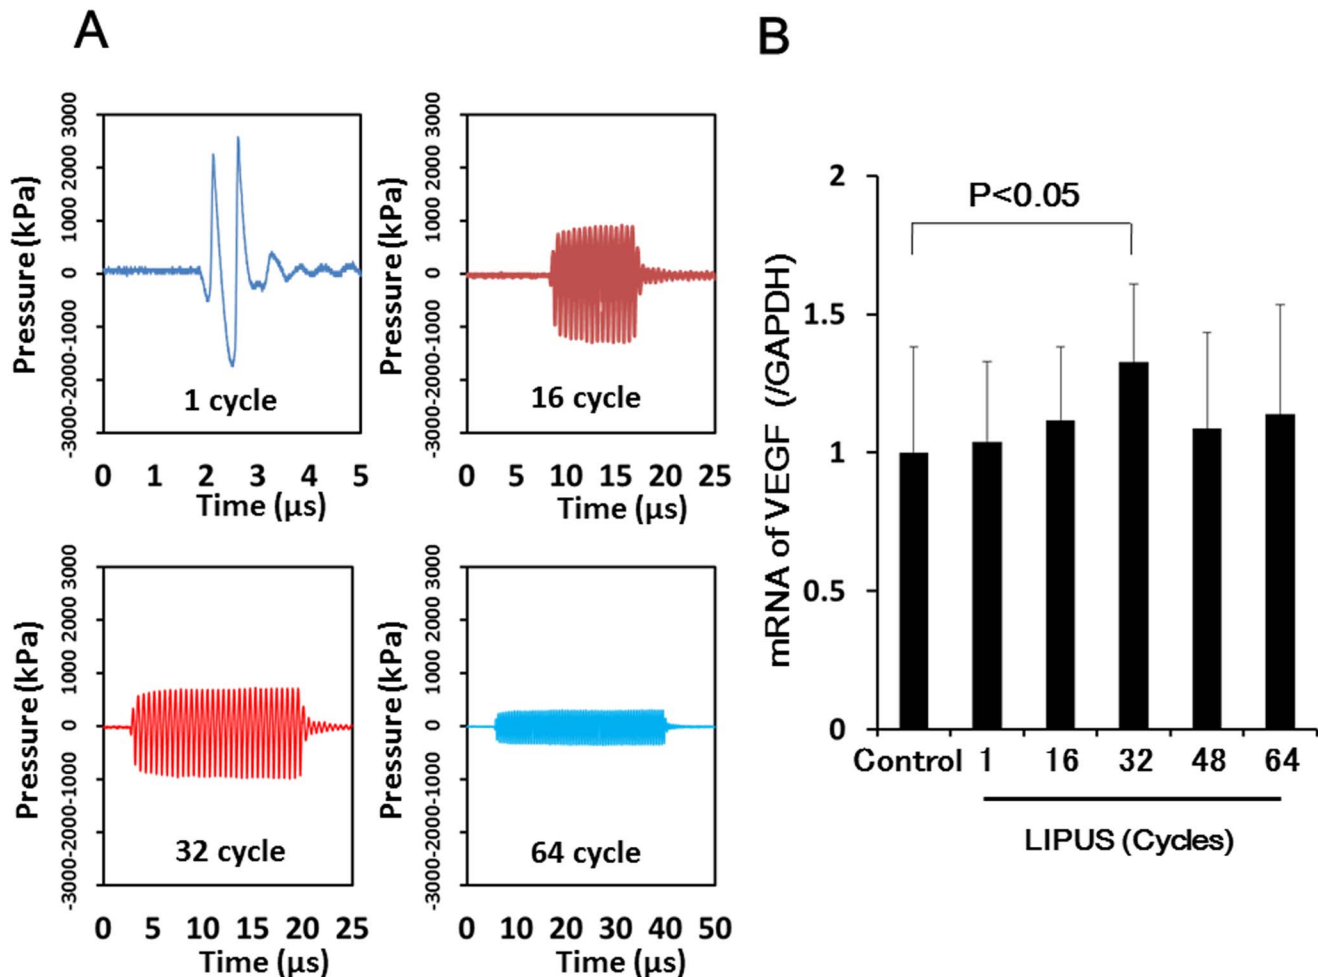 A
Pressure (kPa)
-3000-2000-1000 0 1000 2000 3000
1 cycle
0 1 2 3 4 5
Time (μs)
Pressure (kPa)
-3000-2000-1000 0 1000 2000 3000
16 cycle
0 5 10 15 20 25
Time (μs)
Pressure (kPa)
-3000-2000-1000 0 1000 2000 3000
32 cycle
0 5 10 15 20 25
Time (μs)
Pressure (kPa)
-3000-2000-1000 0 1000 2000 3000
64 cycle
0 10 20 30 40 50
Time (μs)
B
mRNA of VEGF (/GAPDH)
2
1.5
1
0.5
0
P<0.05
Control 1 16 32 48 64
LIPUS (Cycles)